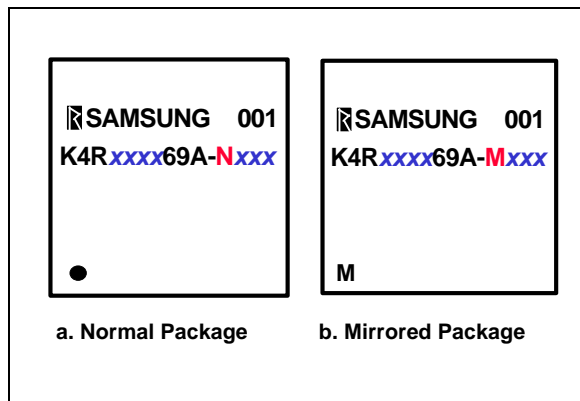 SAMSUNG 001
K4Rxxxx69A-Nxxx
a. Normal Package
SAMSUNG 001
K4Rxxxx69A-Mxxx
M
b. Mirrored Package